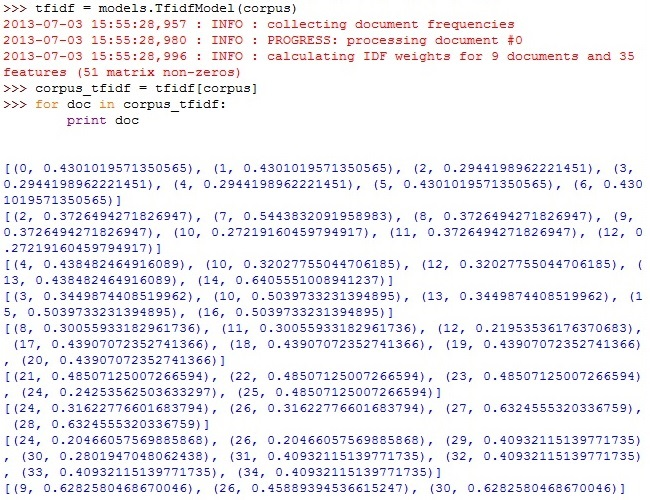 >>> tfidf = models.TfidfModel(corpus)
2013-07-03 15:55:28,957 : INFO : collecting document frequencies
2013-07-03 15:55:28,980 : INFO : PROGRESS: processing document #0
2013-07-03 15:55:28,996 : INFO : calculating IDF weights for 9 documents and 35
features (51 matrix non-zeros)
>>> corpus_tfidf = tfidf[corpus]
>>> for doc in corpus_tfidf:
        print doc
[(0, 0.4301019571350565), (1, 0.4301019571350565), (2, 0.2944198962221451), (3,
0.2944198962221451), (4, 0.2944198962221451), (5, 0.4301019571350565), (6, 0.430
1019571350565)]
[(2, 0.3726494271826947), (7, 0.5443832091958983), (8, 0.3726494271826947), (9,
0.3726494271826947), (10, 0.27219160459794917), (11, 0.3726494271826947), (12, 0
.27219160459794917)]
[(4, 0.438482464916089), (10, 0.32027755044706185), (12, 0.32027755044706185), (
13, 0.438482464916089), (14, 0.6405551008941237)]
[(3, 0.3449874408519962), (10, 0.5039733231394895), (13, 0.3449874408519962), (1
5, 0.5039733231394895), (16, 0.5039733231394895)]
[(8, 0.30055933182961736), (11, 0.30055933182961736), (12, 0.21953536176370683),
 (17, 0.43907072352741366), (18, 0.43907072352741366), (19, 0.43907072352741366)
, (20, 0.43907072352741366)]
[(21, 0.48507125007266594), (22, 0.48507125007266594), (23, 0.48507125007266594)
, (24, 0.24253562503633297), (25, 0.48507125007266594)]
[(24, 0.31622776601683794), (26, 0.31622776601683794), (27, 0.6324555320336759),
 (28, 0.6324555320336759)]
[(24, 0.20466057569885868), (26, 0.20466057569885868), (29, 0.40932115139771735)
, (30, 0.2801947048062438), (31, 0.40932115139771735), (32, 0.40932115139771735)
, (33, 0.40932115139771735), (34, 0.40932115139771735)]
[(9, 0.6282580468670046), (26, 0.45889394536615247), (30, 0.6282580468670046)]